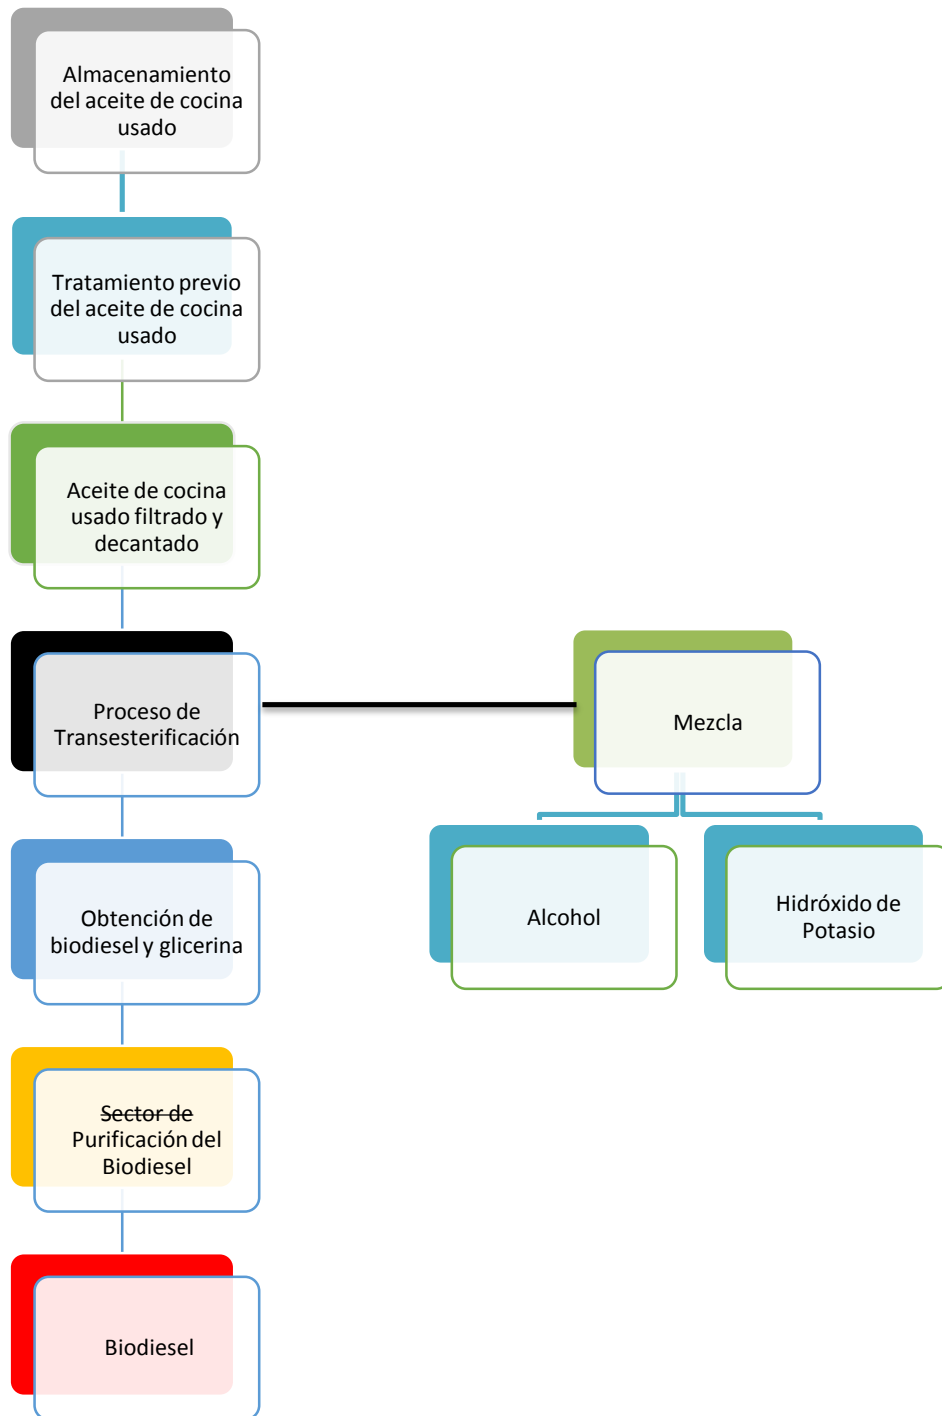 Almacenamiento
del aceite de cocina
usado
Tratamiento previo
del aceite de cocina
usado
Aceite de cocina
usado filtrado y
decantado
Proceso de
Transesterificación
Mezcla
Alcohol
Hidróxido de
Potasio
Obtención de
biodiesel y glicerina
Sector de
Purificación del
Biodiesel
Biodiesel